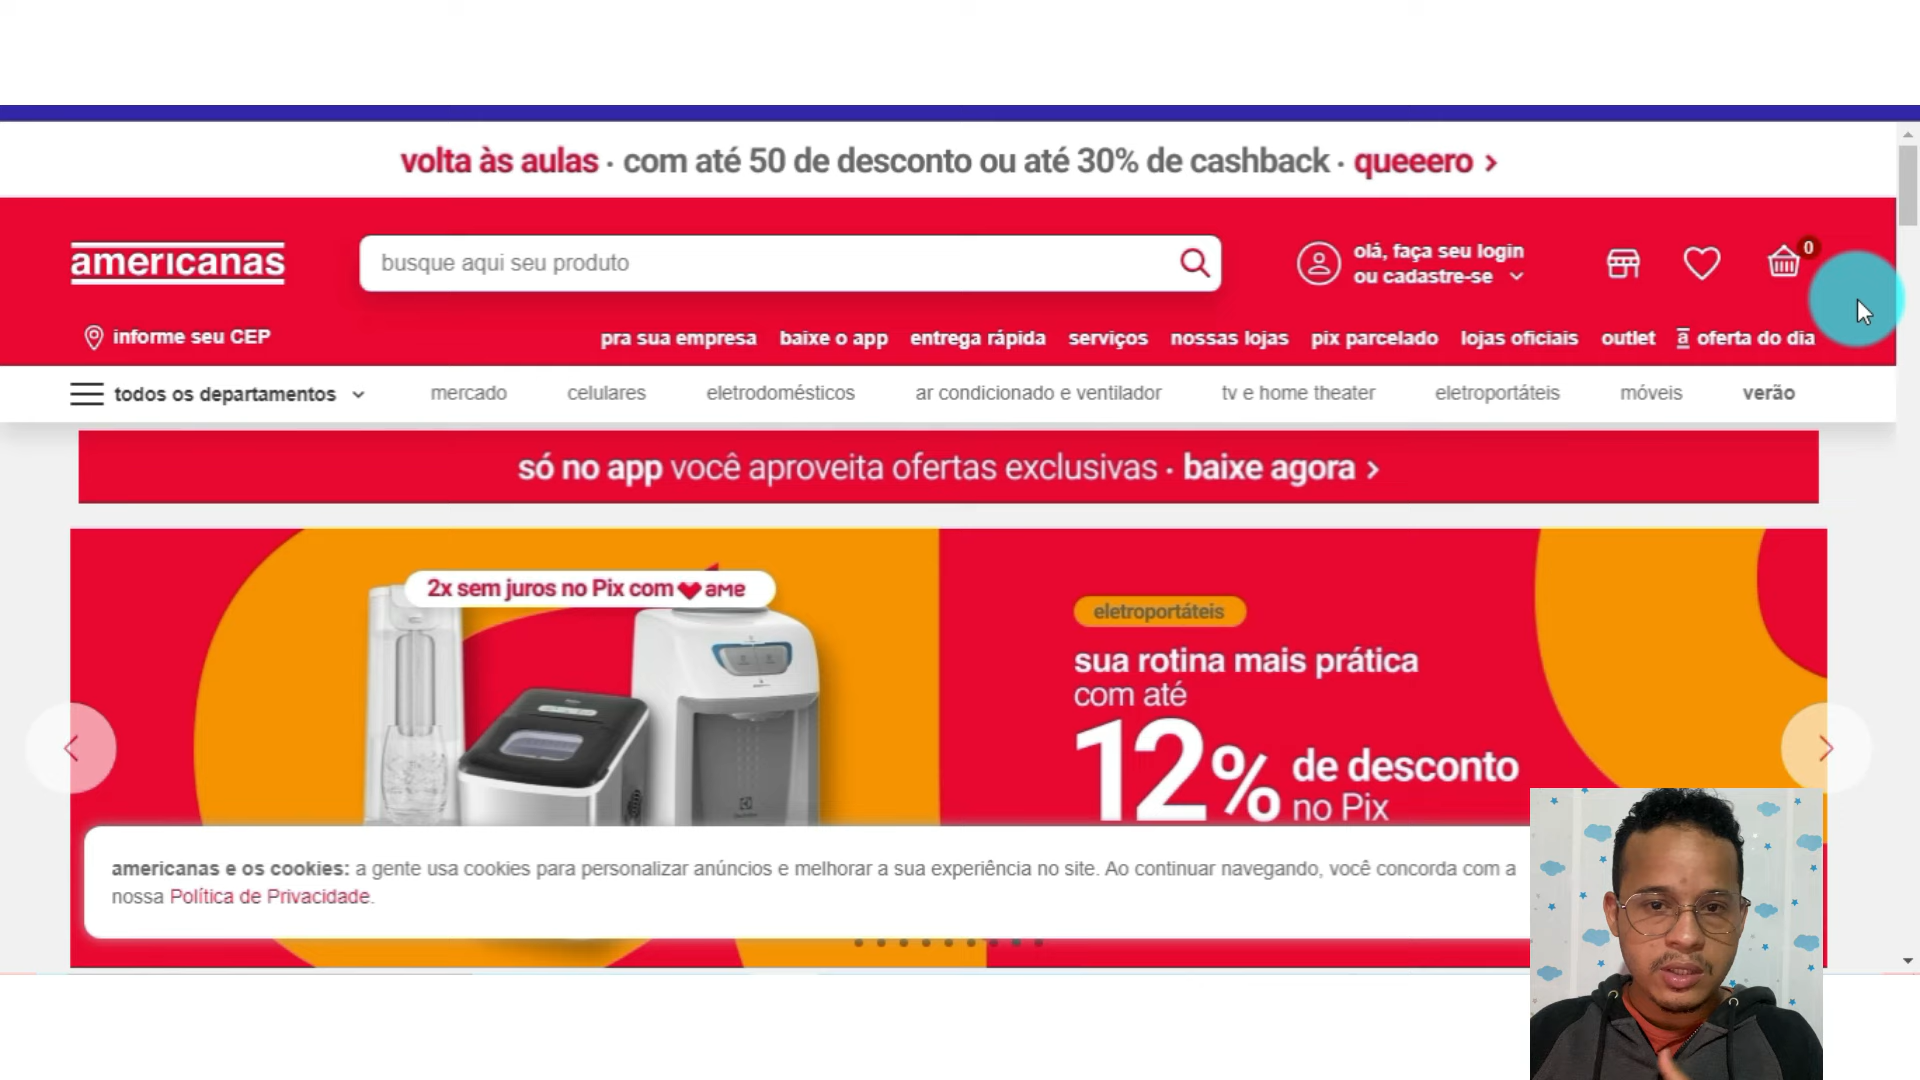 volta às aulas · com até 50 de desconto ou até 30% de cashback · queeero >
americanas
busque aqui seu produto
olá, faça seu login
ou cadastre-se
0
informe seu CEP
pra sua empresa baixe o app entrega rápida serviços nossas lojas pix parcelado lojas oficiais outlet a oferta do dia
todos os departamentos mercado celulares eletrodomésticos ar condicionado e ventilador tv e home theater eletroportáteis móveis verão
só no app você aproveita ofertas exclusivas · baixe agora >
2x sem juros no Pix com ame
eletroportáteis
sua rotina mais prática
com até
12% de desconto
no Pix
americanas e os cookies: a gente usa cookies para personalizar anúncios e melhorar a sua experiência no site. Ao continuar navegando, você concorda com a
nossa Política de Privacidade.